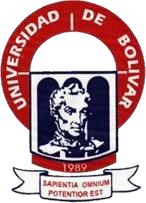 UNIVERSIDAD DE BOLIVAR
1989
SAPIENTIA OMNIUM
POTENTIOR EST